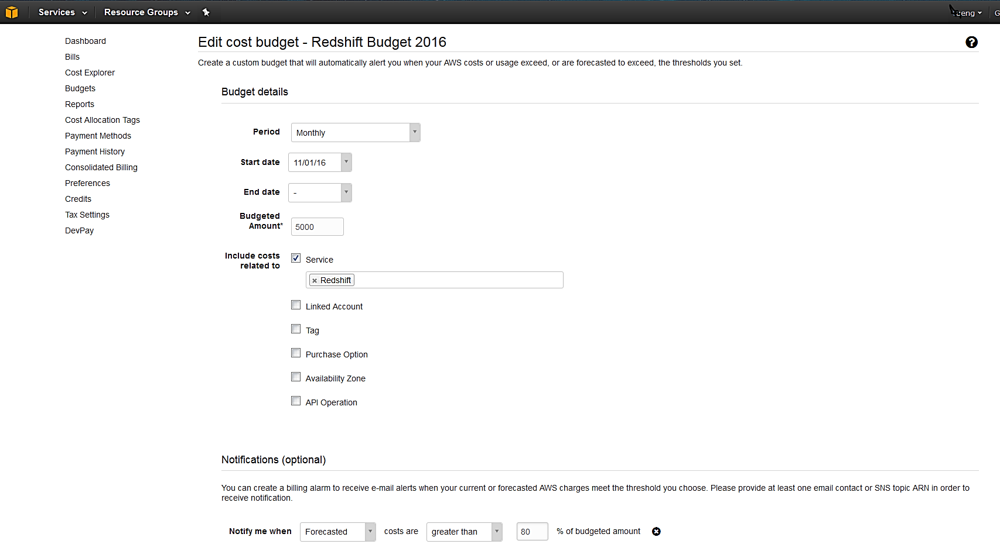 Services Resource Groups
Dashboard
Bills
Cost Explorer
Budgets
Reports
Cost Allocation Tags
Payment Methods
Payment History
Consolidated Billing
Preferences
Credits
Tax Settings
DevPay
Edit cost budget - Redshift Budget 2016
Create a custom budget that will automatically alert you when your AWS costs or usage exceed, or are forecasted to exceed, the thresholds you set.
Budget details
Period Monthly
Start date 11/01/16
End date -
Budgeted
Amount* 5000
Include costs
related to
Service
Redshift
Linked Account
Tag
Purchase Option
Availability Zone
API Operation
Notifications (optional)
You can create a billing alarm to receive e-mail alerts when your current or forecasted AWS charges meet the threshold you choose. Please provide at least one email contact or SNS topic ARN in order to
receive notification.
Notify me when Forecasted costs are greater than 80 % of budgeted amount